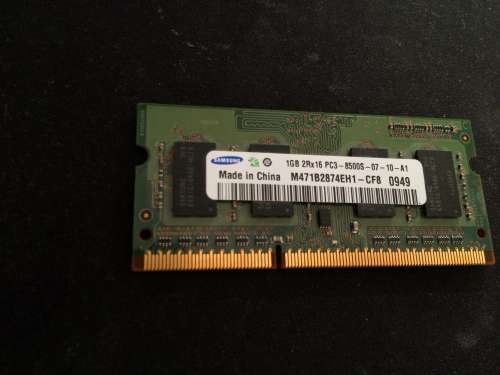 SAMSUNG 1GB 2Rx16 PC3-8500S-07-10-A1
Made in China M471B2874EH1-CF8 0949